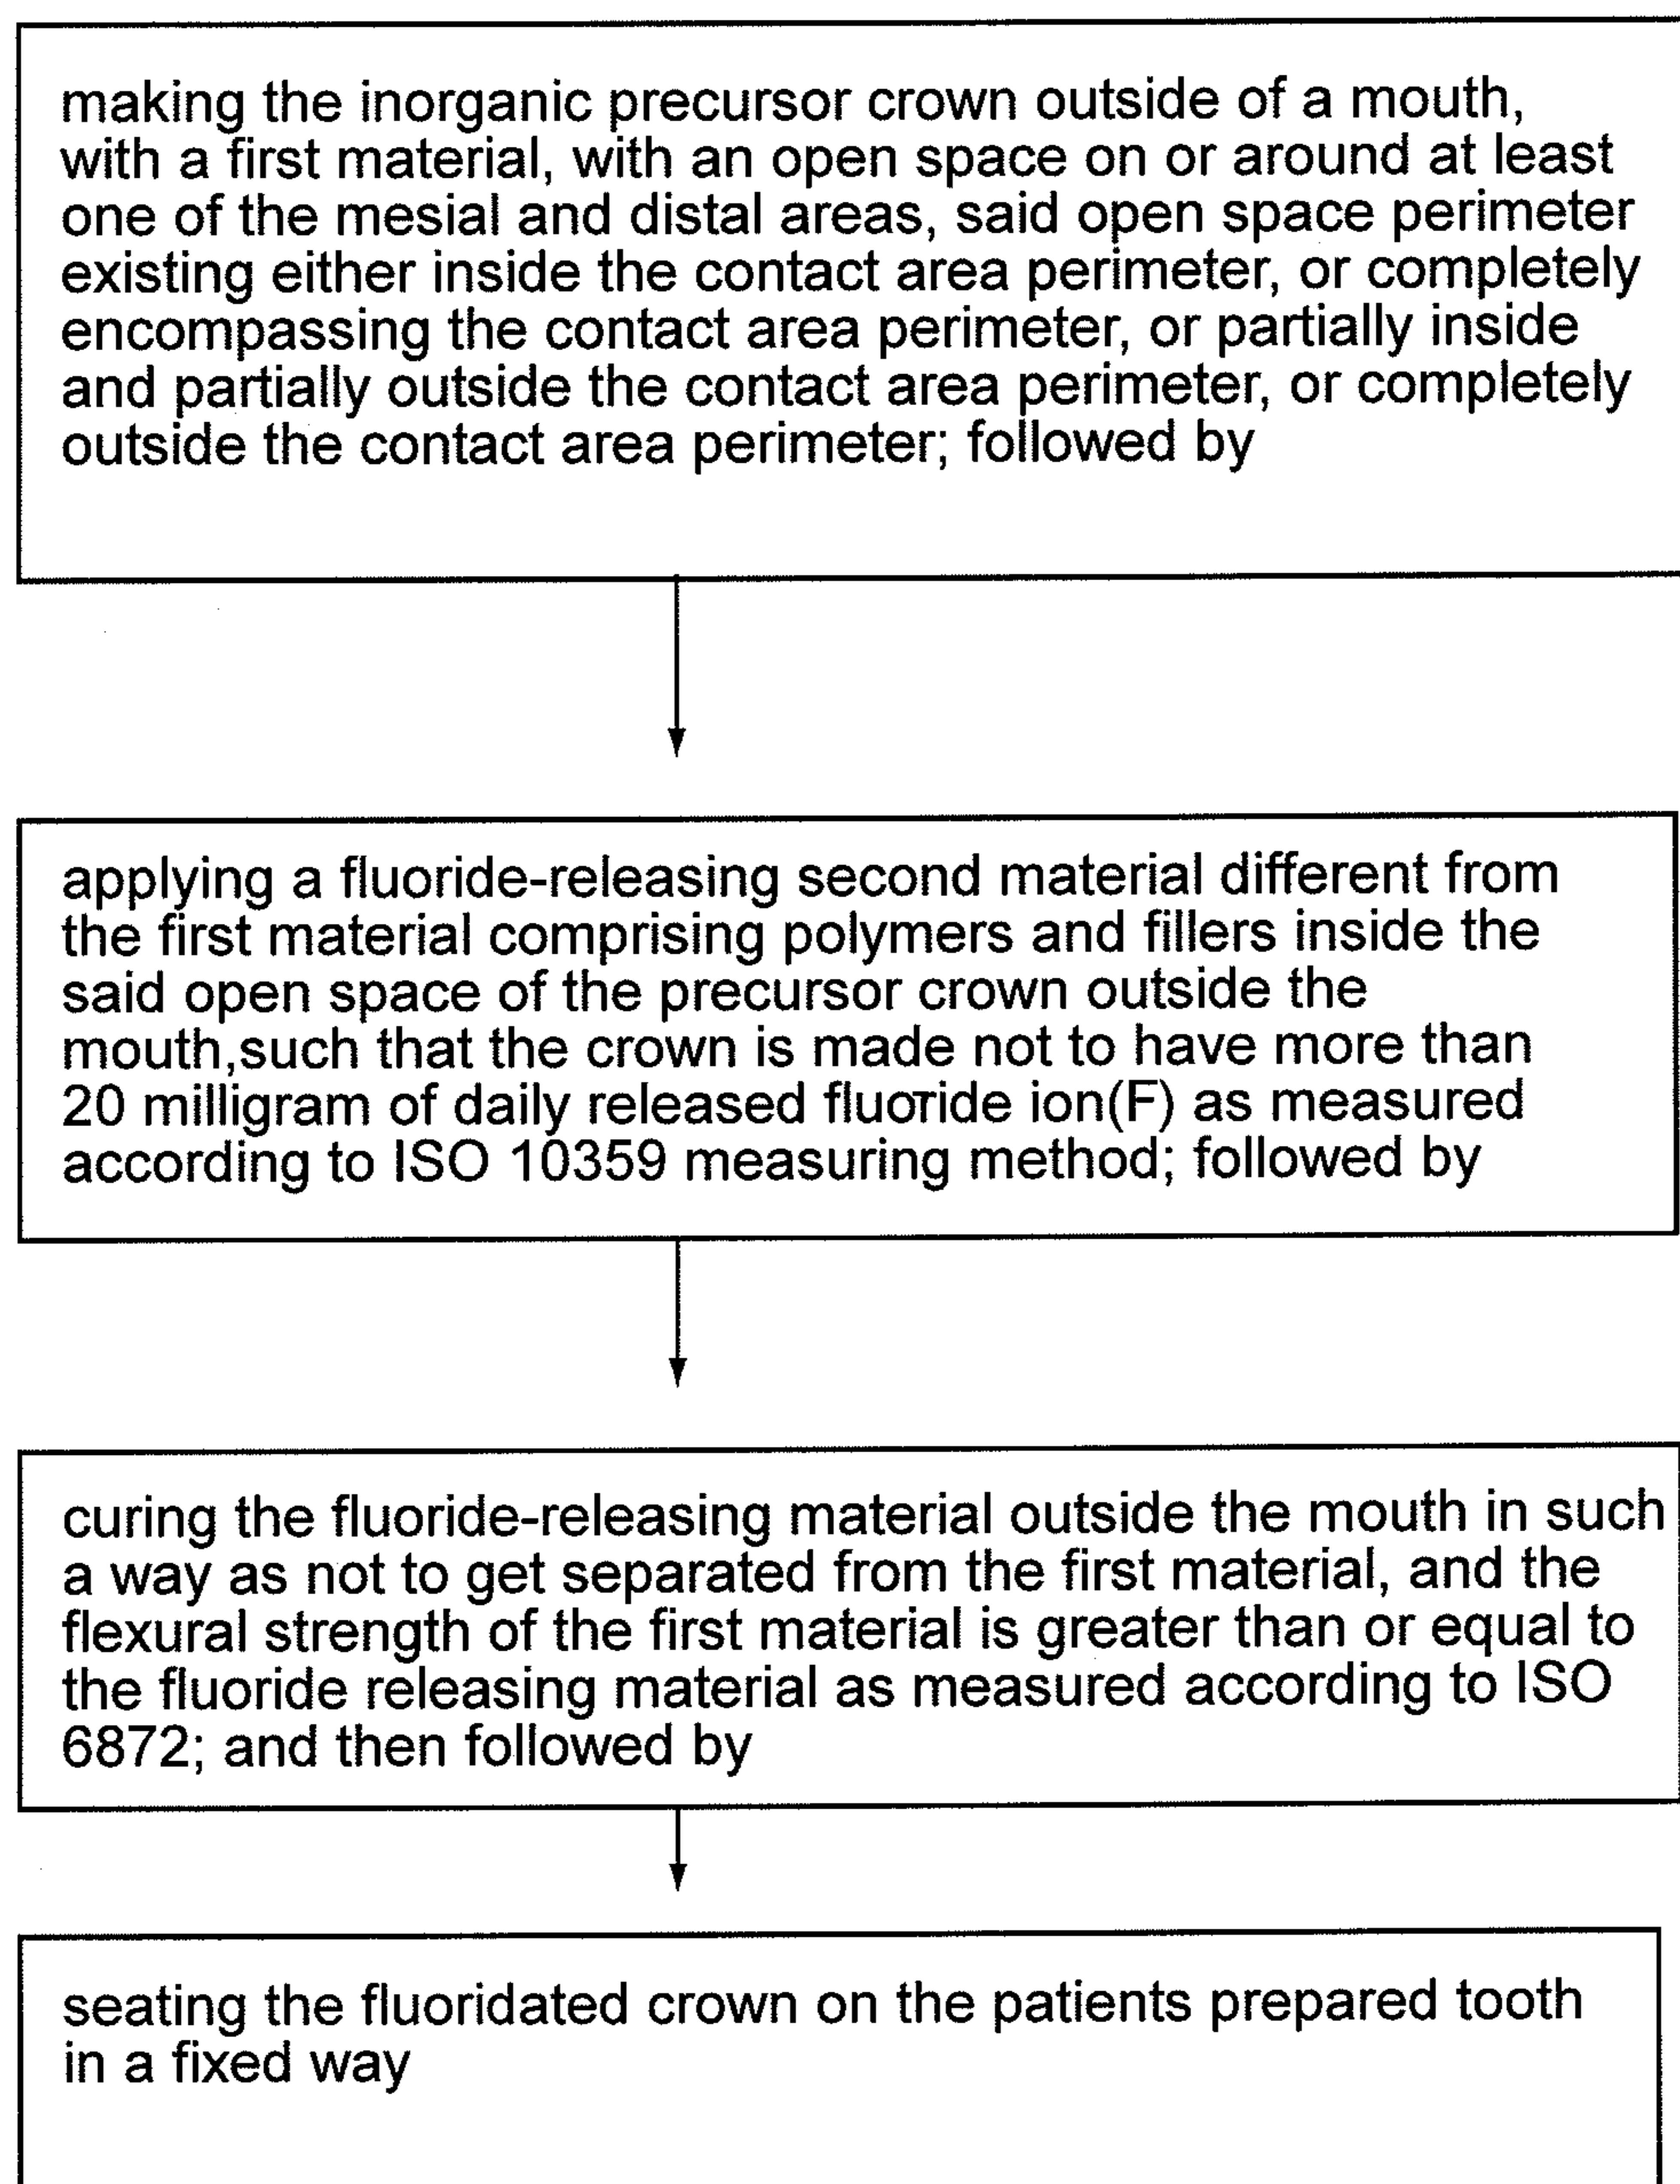 making the inorganic precursor crown outside of a mouth,
with a first material, with an open space on or around at least
one of the mesial and distal areas, said open space perimeter
existing either inside the contact area perimeter, or completely
encompassing the contact area perimeter, or partially inside
and partially outside the contact area perimeter, or completely
outside the contact area perimeter; followed by
applying a fluoride-releasing second material different from
the first material comprising polymers and fillers inside the
said open space of the precursor crown outside the
mouth,such that the crown is made not to have more than
20 milligram of daily released fluoride ion(F) as measured
according to ISO 10359 measuring method; followed by
curing the fluoride-releasing material outside the mouth in such
a way as not to get separated from the first material, and the
flexural strength of the first material is greater than or equal to
the fluoride releasing material as measured according to ISO
6872; and then followed by
seating the fluoridated crown on the patients prepared tooth
in a fixed way